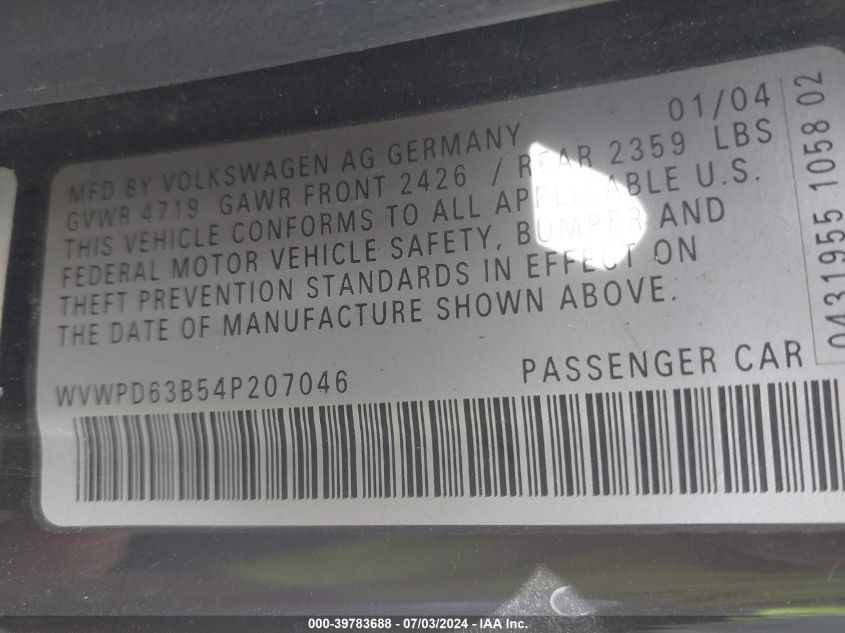 01/04
MFD BY VOLKSWAGEN AG GERMANY
GVWR 4719 GAWR FRONT 2426 / REAR 2359 LBS
THIS VEHICLE CONFORMS TO ALL APPLICABLE U.S.
FEDERAL MOTOR VEHICLE SAFETY, BUMPER AND
THEFT PREVENTION STANDARDS IN EFFECT ON
THE DATE OF MANUFACTURE SHOWN ABOVE.
WVWPD63B54P207046 PASSENGER CAR
0431955 1058 02
000-39783688 / 07/03/2024 - IAA Inc.